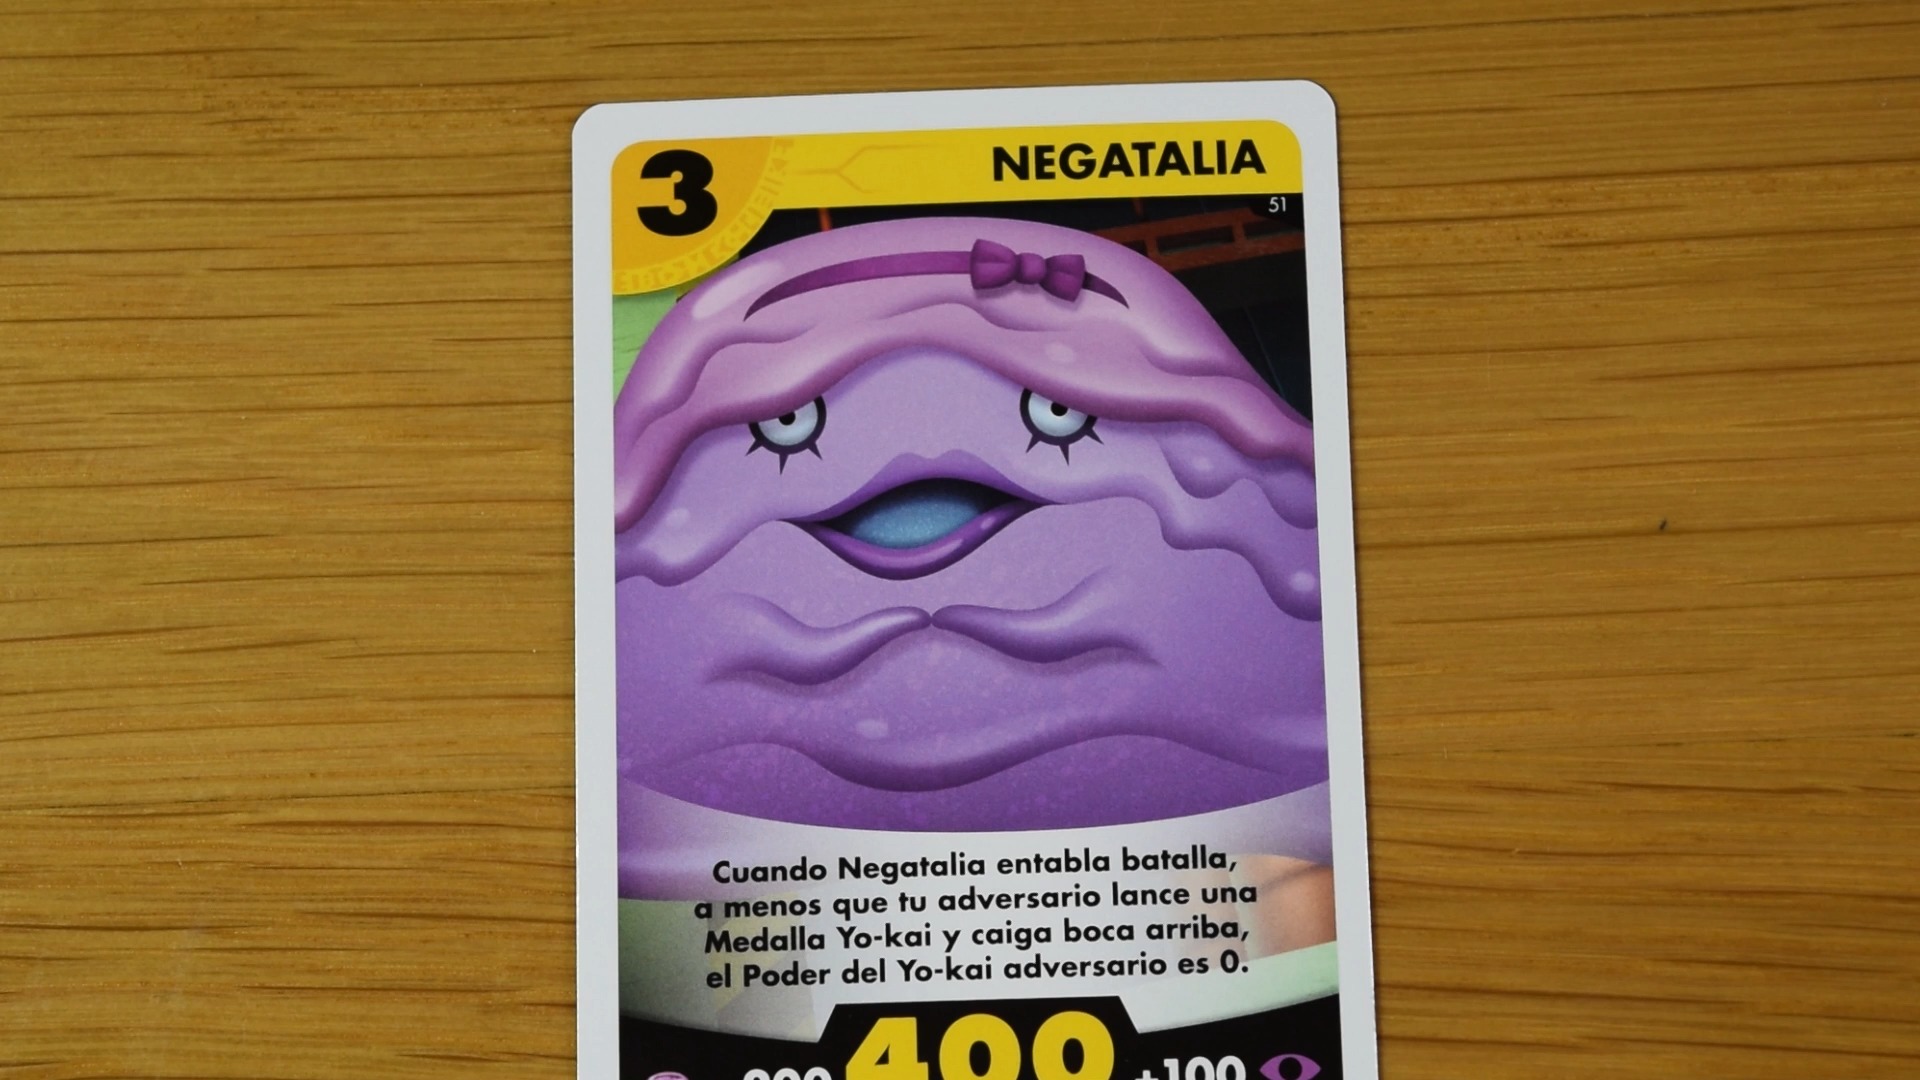 3
NEGATALIA
51
Cuando Negatalia entabla batalla,
a menos que tu adversario lance una
Medalla Yo-kai y caiga boca arriba,
el Poder del Yo-kai adversario es 0.
400
+100